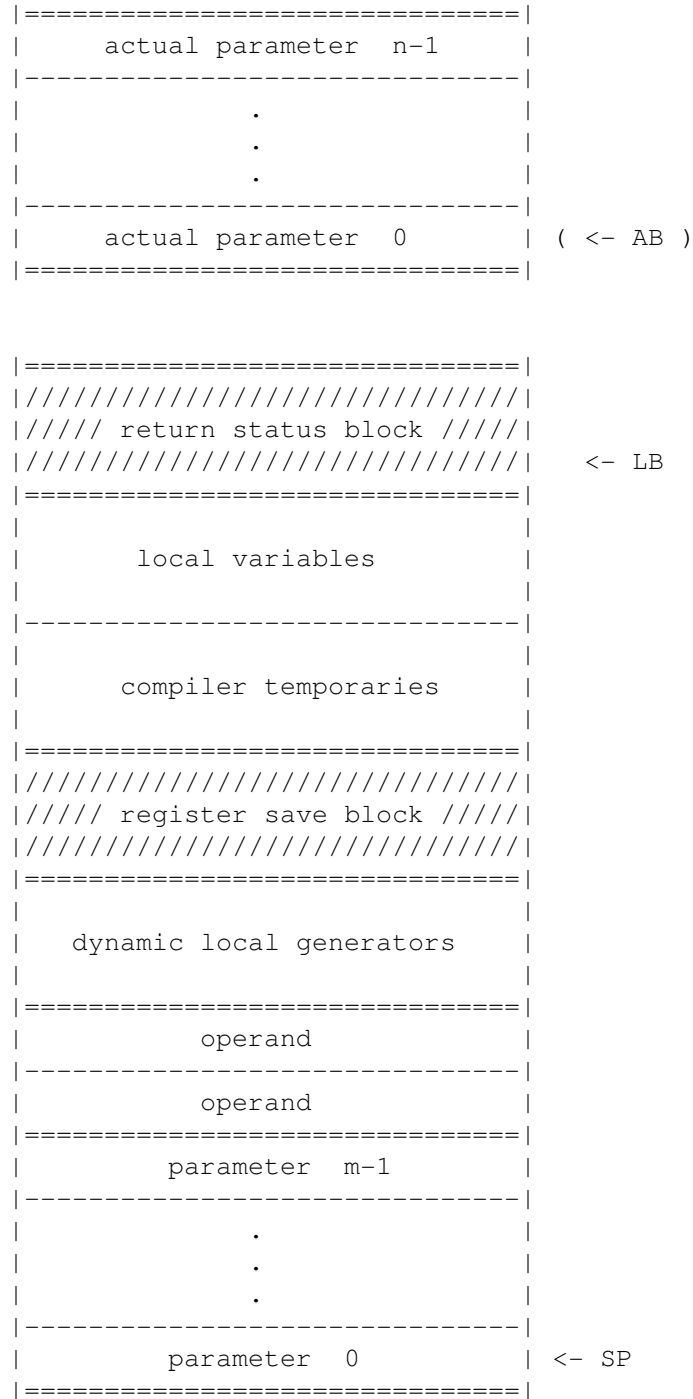 |===============================|
|     actual parameter  n-1     |
|-------------------------------|
|              .                |
|              .                |
|              .                |
|-------------------------------|
|     actual parameter  0       | ( <- AB )
|===============================|
|===============================|
|///////////////////////////////|
|///// return status block /////|
|///////////////////////////////|   <- LB
|===============================|
|                               |
|       local variables         |
|                               |
|-------------------------------|
|                               |
|      compiler temporaries     |
|                               |
|===============================|
|///////////////////////////////|
|///// register save block /////|
|///////////////////////////////|
|===============================|
|                               |
|   dynamic local generators    |
|                               |
|===============================|
|           operand             |
|-------------------------------|
|           operand             |
|===============================|
|         parameter  m-1        |
|-------------------------------|
|              .                |
|              .                |
|              .                |
|-------------------------------|
|         parameter  0          | <- SP
|===============================|